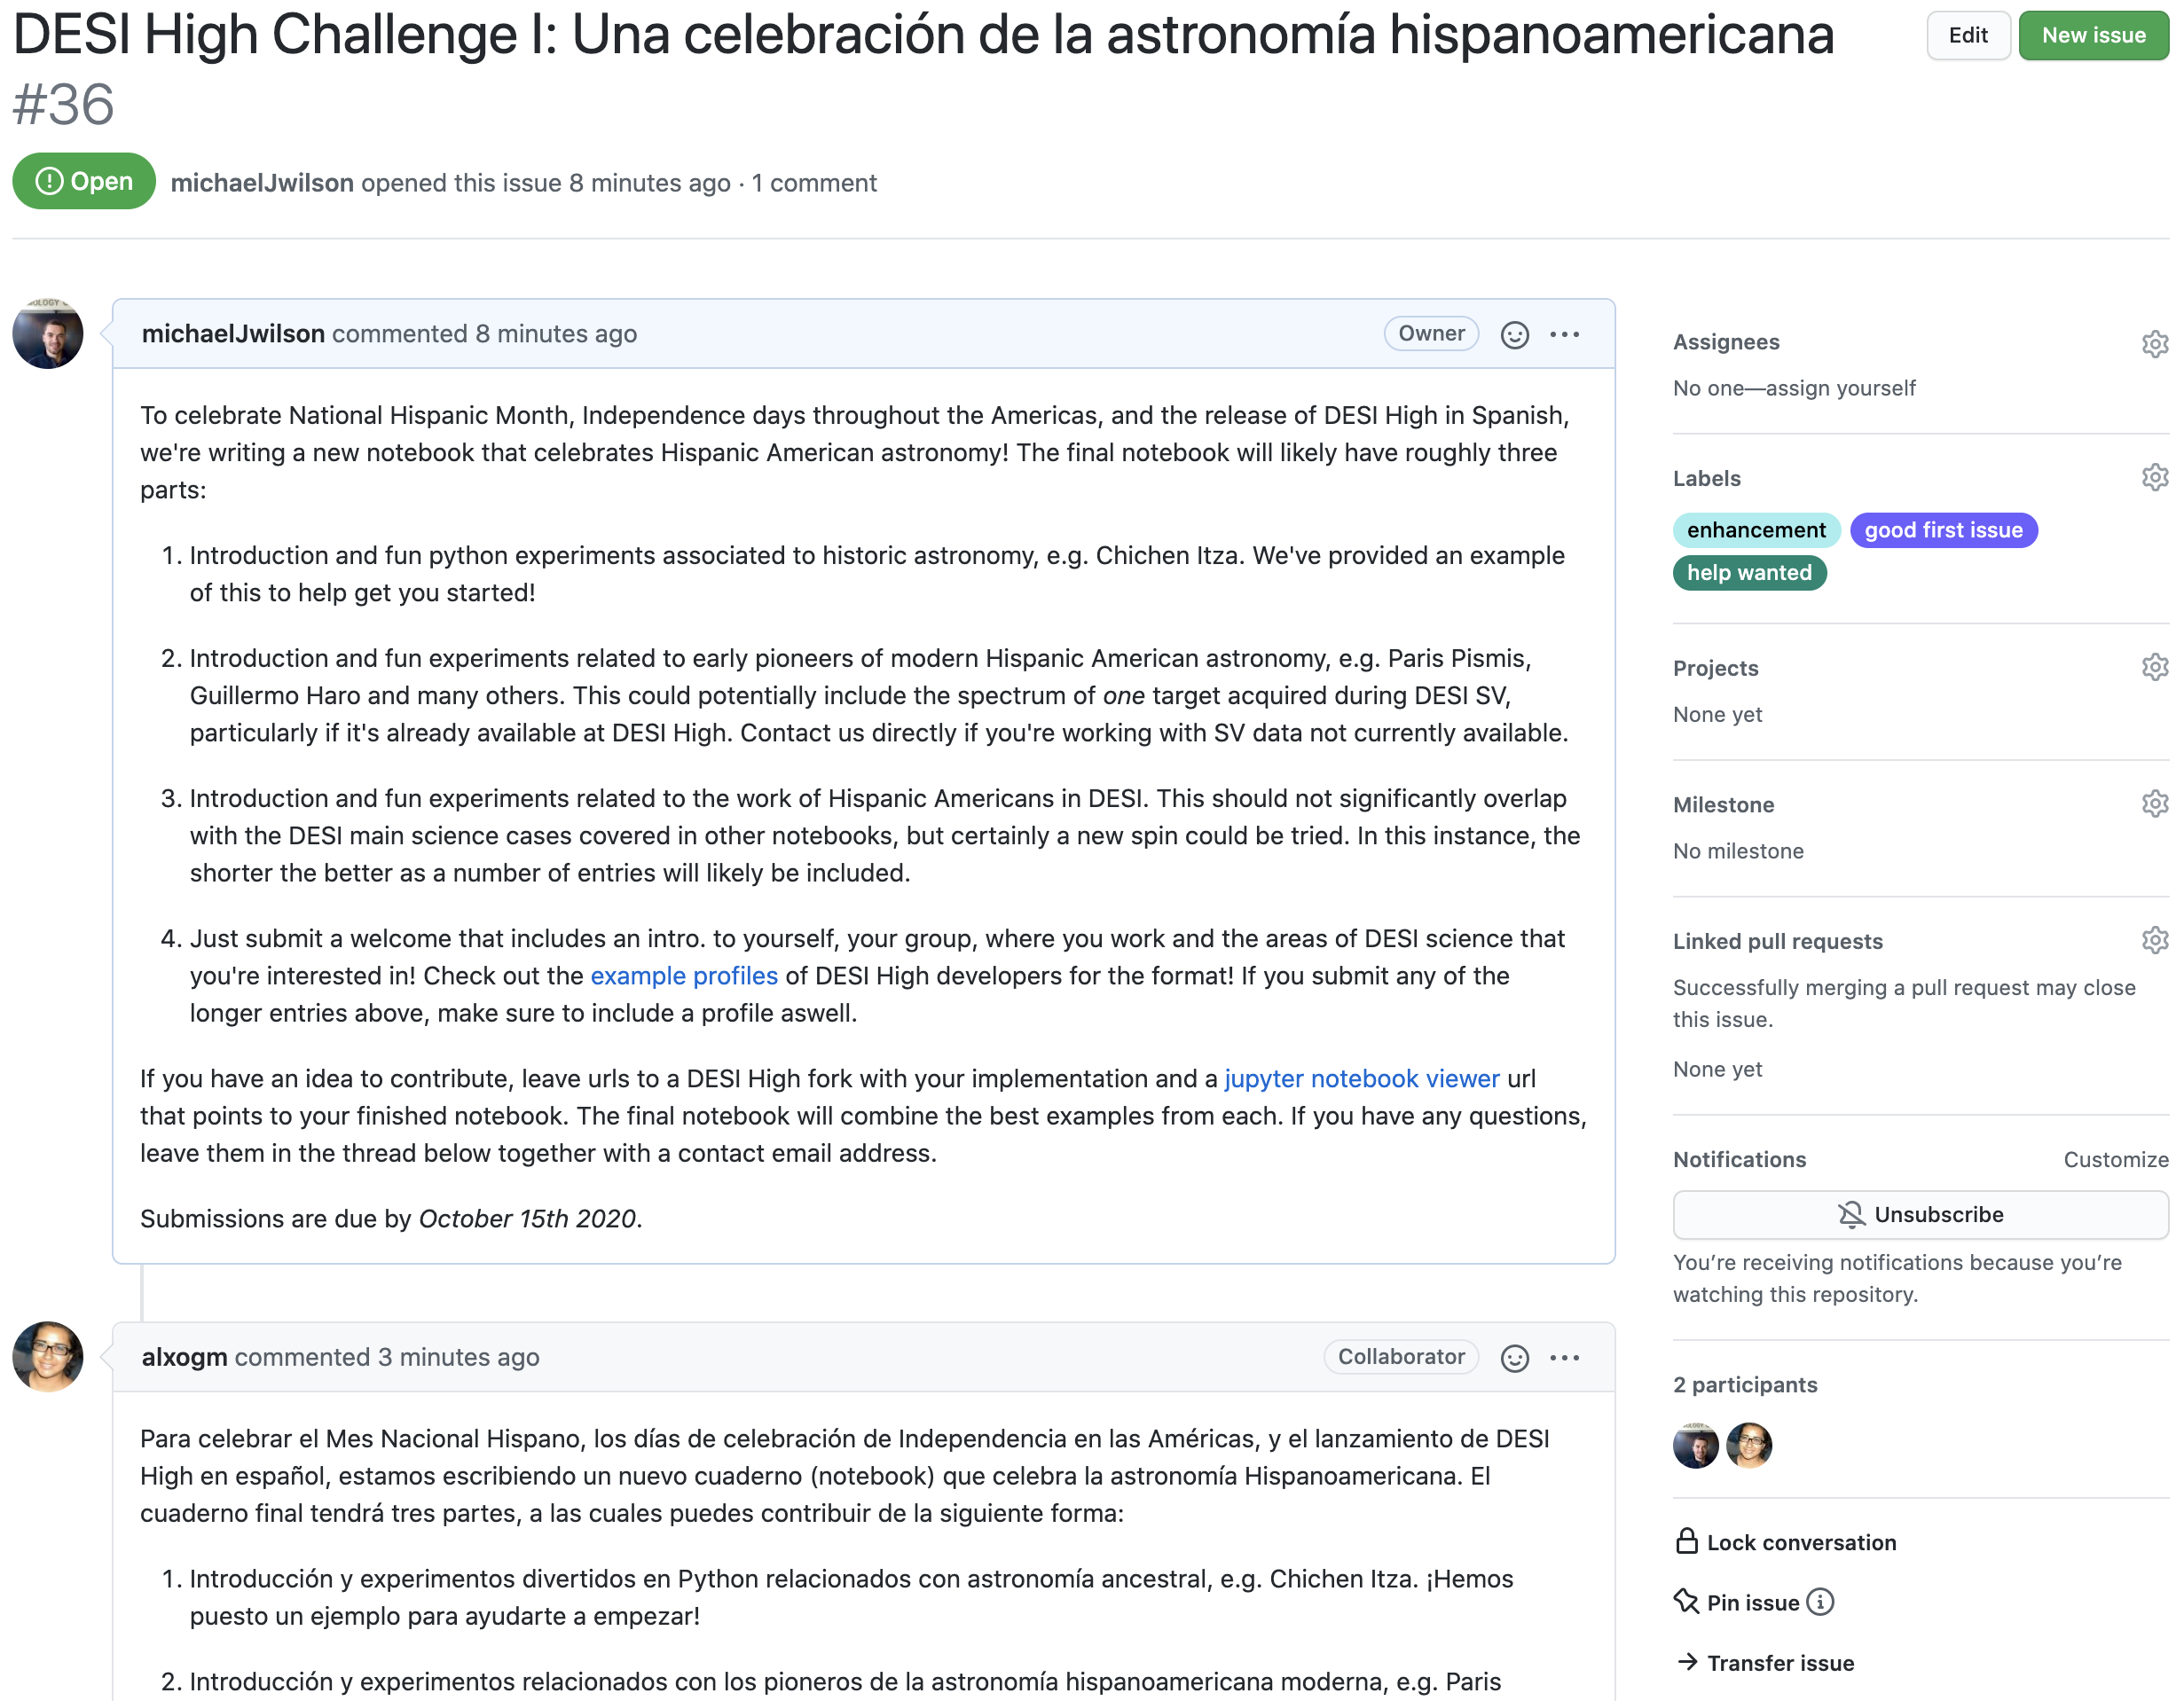 DESI High Challenge I: Una celebración de la astronomía hispanoamericana
#36
Edit
New issue
Open
michaelJwilson opened this issue 8 minutes ago · 1 comment
michaelJwilson commented 8 minutes ago
Owner
To celebrate National Hispanic Month, Independence days throughout the Americas, and the release of DESI High in Spanish,
we're writing a new notebook that celebrates Hispanic American astronomy! The final notebook will likely have roughly three
parts:
1. Introduction and fun python experiments associated to historic astronomy, e.g. Chichen Itza. We've provided an example
of this to help get you started!
2. Introduction and fun experiments related to early pioneers of modern Hispanic American astronomy, e.g. Paris Pismis,
Guillermo Haro and many others. This could potentially include the spectrum of one target acquired during DESI SV,
particularly if it's already available at DESI High. Contact us directly if you're working with SV data not currently available.
3. Introduction and fun experiments related to the work of Hispanic Americans in DESI. This should not significantly overlap
with the DESI main science cases covered in other notebooks, but certainly a new spin could be tried. In this instance, the
shorter the better as a number of entries will likely be included.
4. Just submit a welcome that includes an intro. to yourself, your group, where you work and the areas of DESI science that
you're interested in! Check out the example profiles of DESI High developers for the format! If you submit any of the
longer entries above, make sure to include a profile aswell.
If you have an idea to contribute, leave urls to a DESI High fork with your implementation and a jupyter notebook viewer url
that points to your finished notebook. The final notebook will combine the best examples from each. If you have any questions,
leave them in the thread below together with a contact email address.
Submissions are due by October 15th 2020.
alxogm commented 3 minutes ago
Collaborator
Para celebrar el Mes Nacional Hispano, los días de celebración de Independencia en las Américas, y el lanzamiento de DESI
High en español, estamos escribiendo un nuevo cuaderno (notebook) que celebra la astronomía Hispanoamericana. El
cuaderno final tendrá tres partes, a las cuales puedes contribuir de la siguiente forma:
1. Introducción y experimentos divertidos en Python relacionados con astronomía ancestral, e.g. Chichen Itza. ¡Hemos
puesto un ejemplo para ayudarte a empezar!
2. Introducción y experimentos relacionados con los pioneros de la astronomía hispanoamericana moderna, e.g. Paris
Assignees
No one—assign yourself
Labels
enhancement
good first issue
help wanted
Projects
None yet
Milestone
No milestone
Linked pull requests
Successfully merging a pull request may close
this issue.
None yet
Notifications
Customize
Unsubscribe
You’re receiving notifications because you’re
watching this repository.
2 participants
Lock conversation
Pin issue
Transfer issue